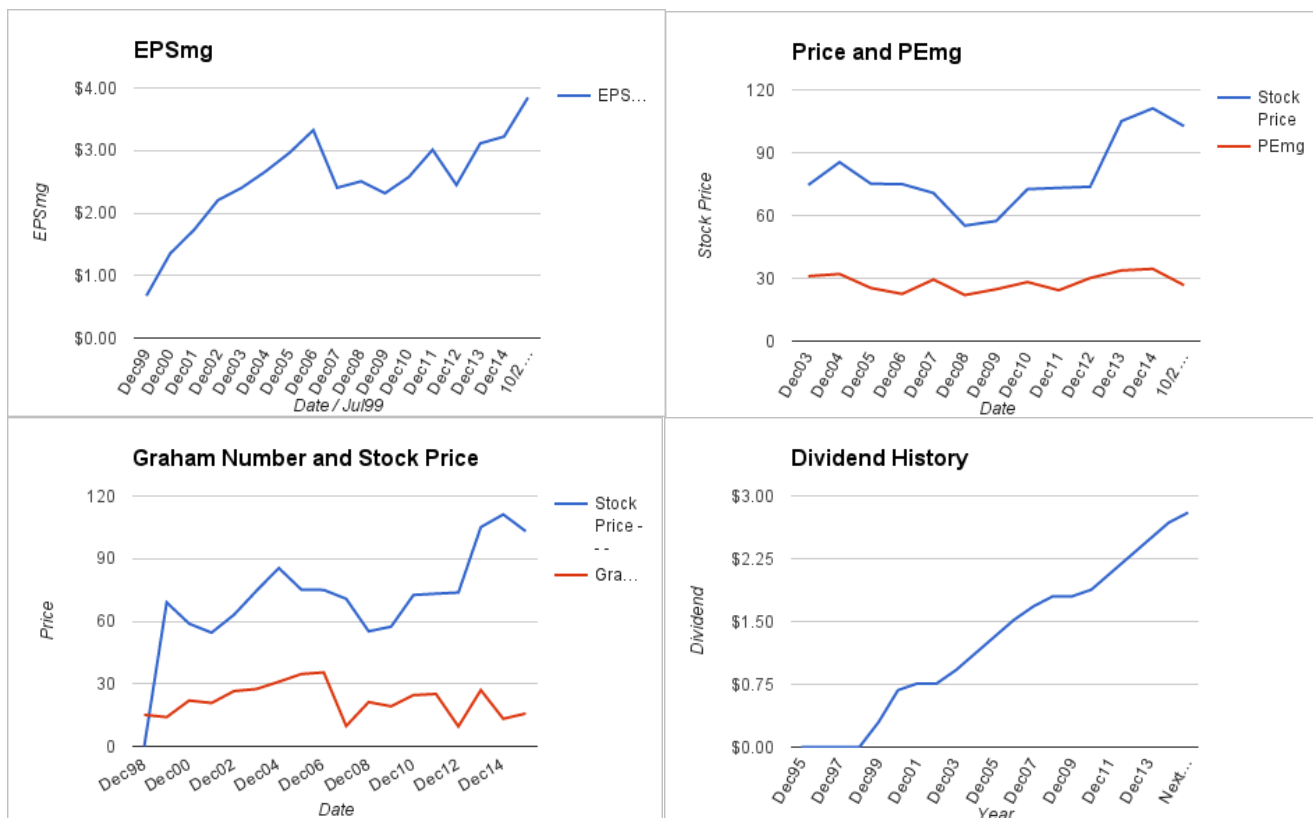 EPSmg
$4.00
$3.00
$2.00
$1.00
$0.00
EPSmg
EPS...
Dec99
Dec00
Dec01
Dec02
Dec03
Dec04
Dec05
Dec06
Dec07
Dec08
Dec09
Dec10
Dec11
Dec12
Dec13
Dec14
10/2...
Date / Jul99
Price and PEmg
120
90
60
30
0
Stock Price
Stock
Price
PEmg
Dec03
Dec04
Dec05
Dec06
Dec07
Dec08
Dec09
Dec10
Dec11
Dec12
Dec13
Dec14
10/2...
Date
Graham Number and Stock Price
120
90
60
30
0
Price
Stock
Price -
- -
Gra...
Dec98
Dec00
Dec02
Dec04
Dec06
Dec08
Dec10
Dec12
Dec14
Date
Dividend History
$3.00
$2.25
$1.50
$0.75
$0.00
Dividend
Dec95
Dec97
Dec99
Dec01
Dec03
Dec05
Dec07
Dec09
Dec11
Dec13
Next...
Year